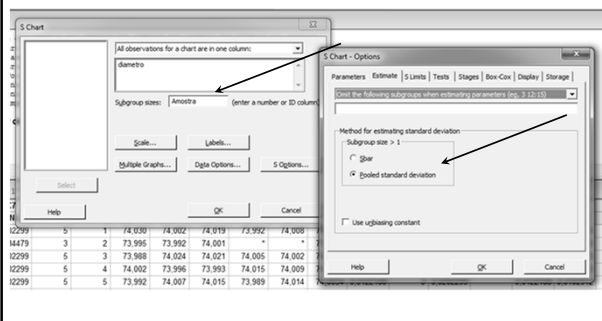 S Chart
All observations for a chart are in one column:
diametro
Subgroup sizes: Amostra (enter a number or ID column)
Scale... Labels...
Multiple Graphs... Data Options... S Options...
Select
Help OK Cancel
S Chart - Options
Parameters Estimate S Limits Tests Stages Box-Cox Display Storage
Omit the following subgroups when estimating parameters (eg, 3 12:15)
Method for estimating standard deviation
Subgroup size > 1
Sbar
Pooled standard deviation
Use unbiasing constant
Help OK Cancel
02299 5 1 74,030 74,002 74,019 73,992 74,008
34479 3 2 73,995 73,992 74,001 * *
02299 5 3 73,988 74,024 74,021 74,005 74,002
02299 5 4 74,002 73,996 73,993 74,015 74,009
02299 5 5 73,992 74,007 74,015 73,989 74,014